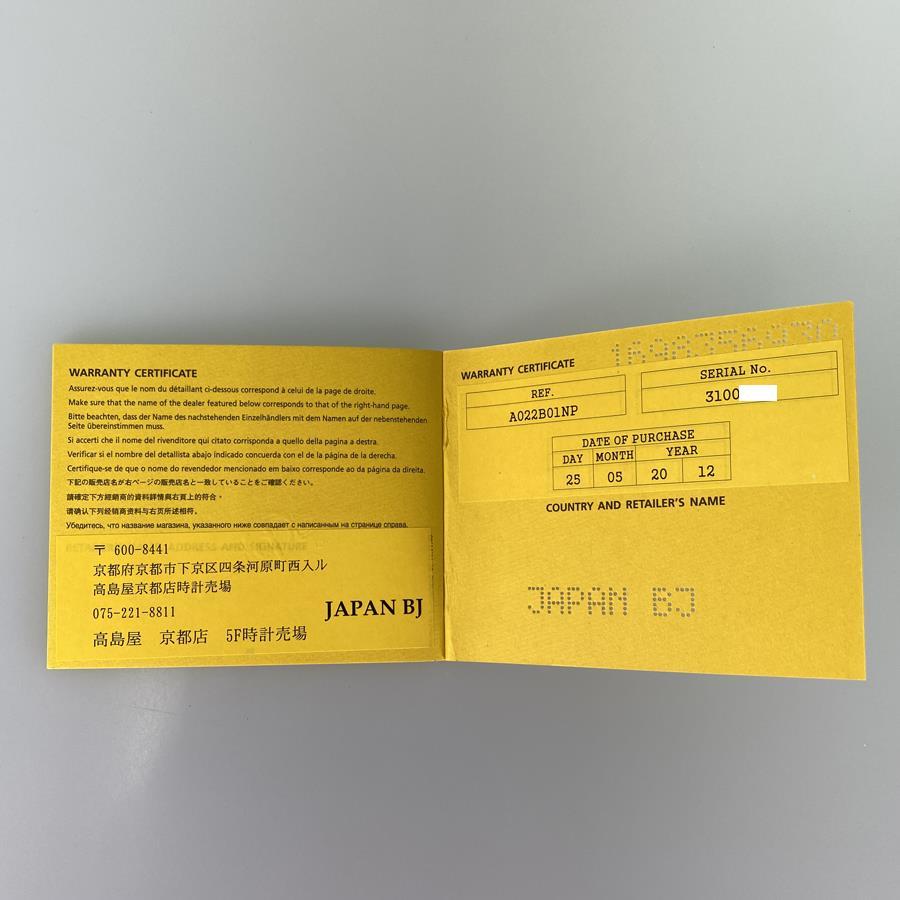 WARRANTY CERTIFICATE
Assurez-vous que le nom du détaillant ci-dessous correspond à celui de la page de droite.
Make sure that the name of the dealer featured below corresponds to that of the right-hand page.
Bitte beachten, dass der Name des nachstehenden Einzelhändlers mit dem Namen auf der nebenstehenden
Seite übereinstimmen muss.
Si accerti che il nome del rivenditore qui citato corrisponda a quello della pagina a destra.
Verificar si el nombre del detallista abajo indicado concuerda con el de la página de la derecha.
Certifique-se de que o nome do revendedor mencionado em baixo corresponde ao da página da direita.
下記の販売店名が右ページの販売店名と一致していることをご確認ください。
請確定下方經銷商的資料詳情與右頁上的符合。
请确认下列经销商资料与右页所述相符。
Убедитесь, что название магазина, указанного ниже совпадает с написанным на странице справа.
ADDRESS AND SIGNATURE
〒 600-8441
京都府京都市下京区四条河原町西入ル
高島屋京都店時計売場
075-221-8811
JAPAN BJ
高島屋 京都店 5F時計売場
WARRANTY CERTIFICATE
REF.
A022B01NP
SERIAL No.
3100
DATE OF PURCHASE
DAY MONTH YEAR
25 05 20 12
COUNTRY AND RETAILER'S NAME
JAPAN BJ